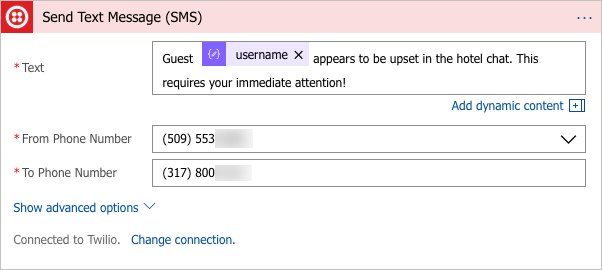 Send Text Message (SMS)
* Text
Guest username × appears to be upset in the hotel chat. This
requires your immediate attention!
Add dynamic content
* From Phone Number
(509) 553
* To Phone Number
(317) 800
Show advanced options
Connected to Twilio. Change connection.